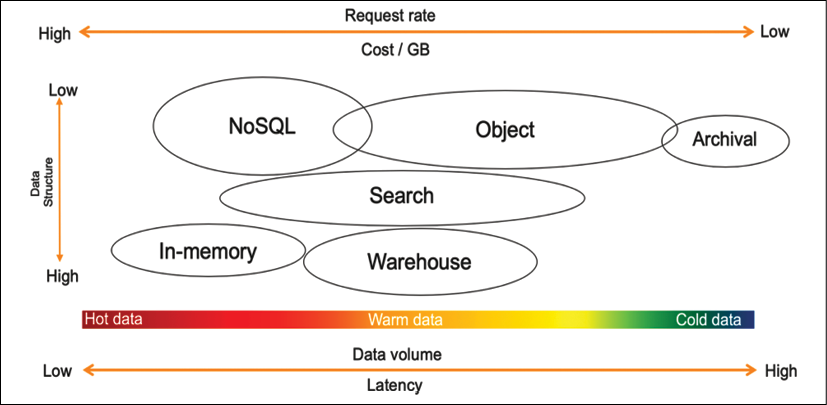 Request rate
High
Low
Cost / GB
Low
NoSQL
Object
Archival
Data
Structure
Search
In-memory
Warehouse
High
Hot data
Warm data
Cold data
Data volume
Low
High
Latency